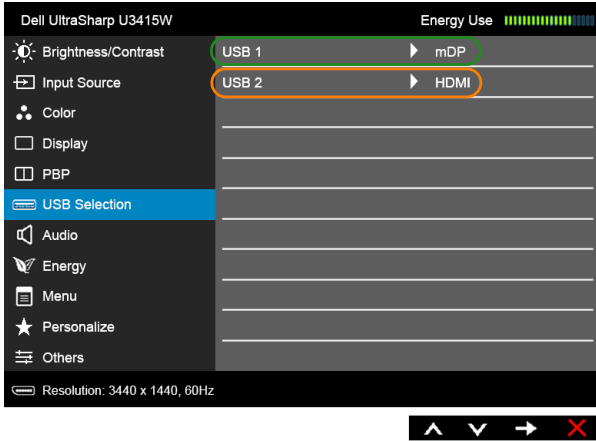 Dell UltraSharp U3415W Energy Use
Brightness/Contrast USB 1 mDP
Input Source USB 2 HDMI
Color
Display
PBP
USB Selection
Audio
Energy
Menu
Personalize
Others
Resolution: 3440 x 1440, 60Hz